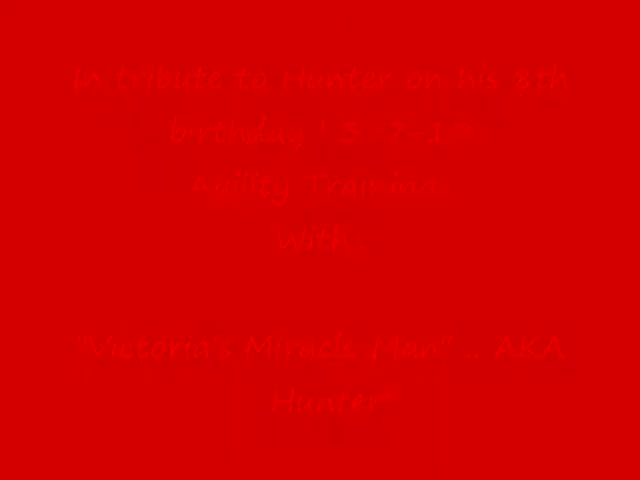 In tribute to Hunter on his 8th
birthday
Agility Training
With
"Victoria's Miracle Man" .. AKA
Hunter"